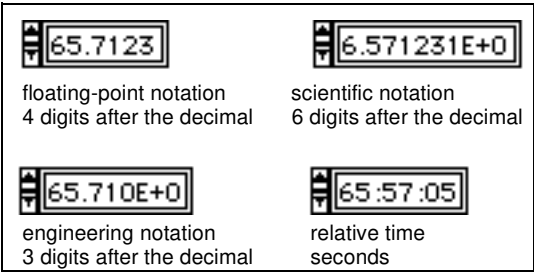 65.7123
floating-point notation
4 digits after the decimal
6.571231E+0
scientific notation
6 digits after the decimal
65.710E+0
engineering notation
3 digits after the decimal
65:57:05
relative time
seconds